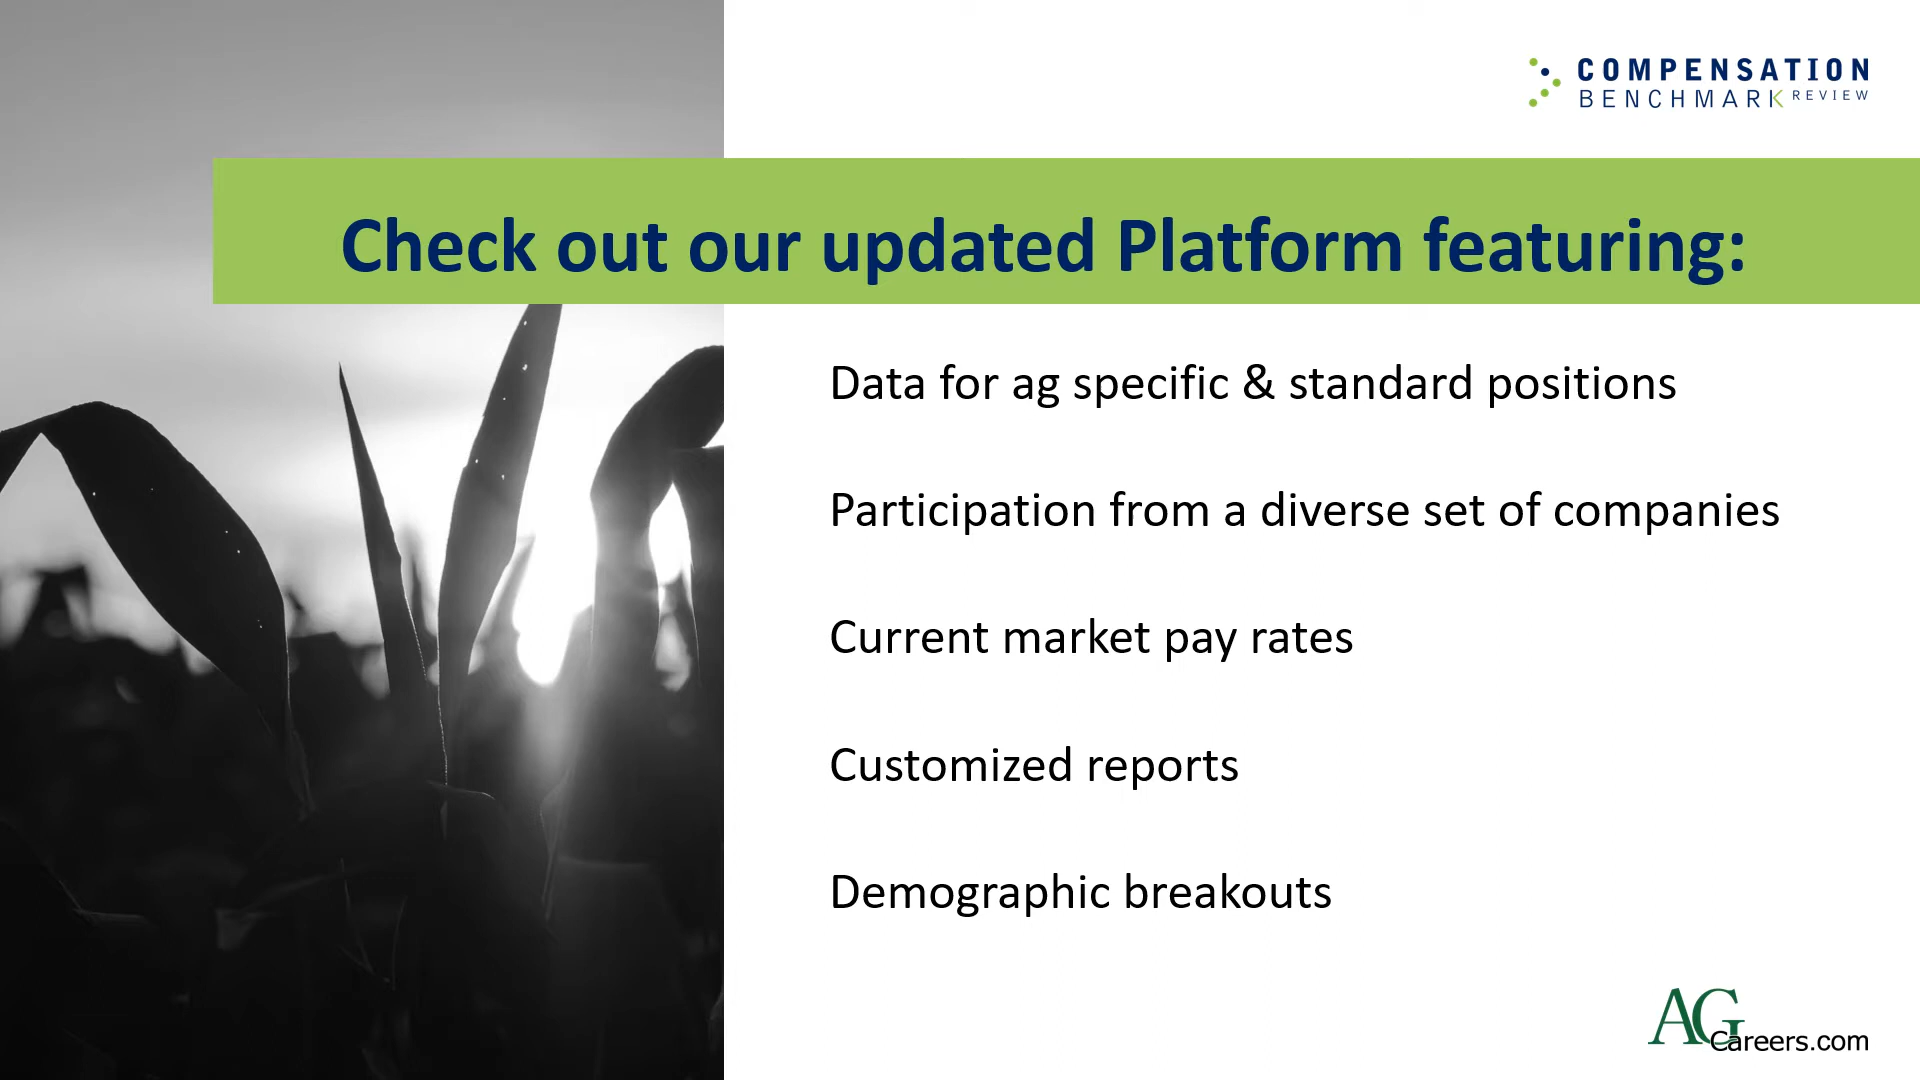 COMPENSATION
BENCHMARK REVIEW
Check out our updated Platform featuring:
Data for ag specific & standard positions
Participation from a diverse set of companies
Current market pay rates
Customized reports
Demographic breakouts
AGCareers.com